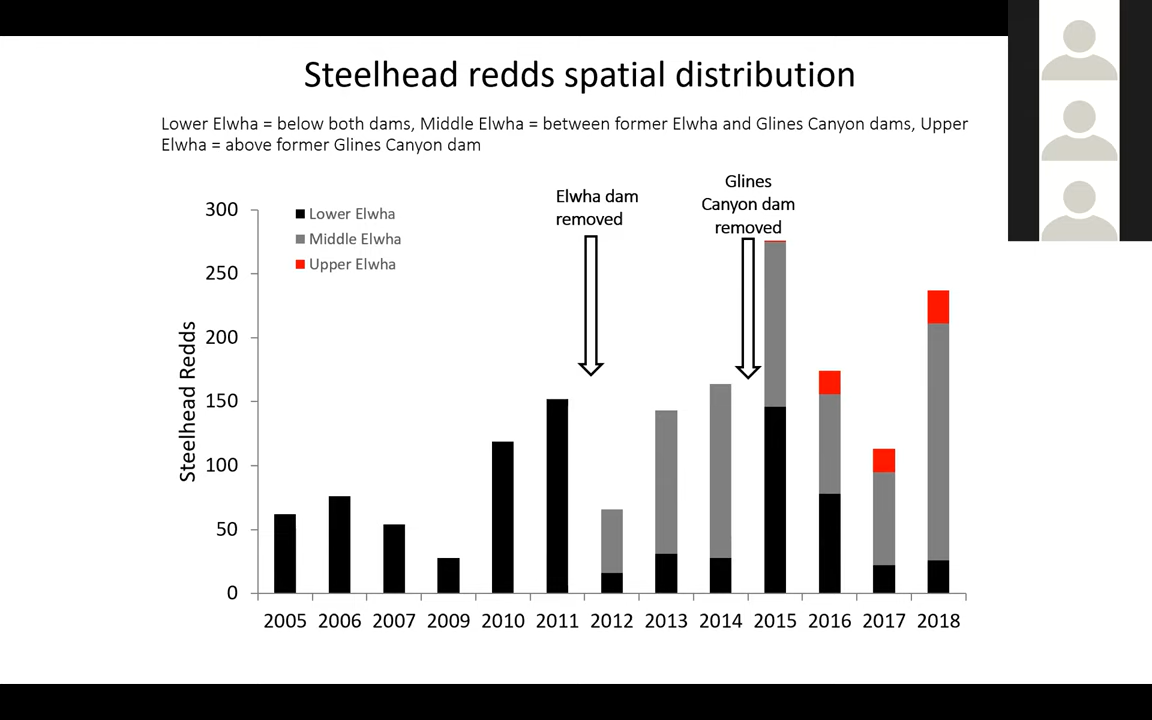 Steelhead redds spatial distribution
Lower Elwha = below both dams, Middle Elwha = between former Elwha and Glines Canyon dams, Upper
Elwha = above former Glines Canyon dam
Elwha dam
removed
Glines
Canyon dam
removed
Lower Elwha
Middle Elwha
Upper Elwha
Steelhead Redds
300
250
200
150
100
50
0
2005 2006 2007 2009 2010 2011 2012 2013 2014 2015 2016 2017 2018